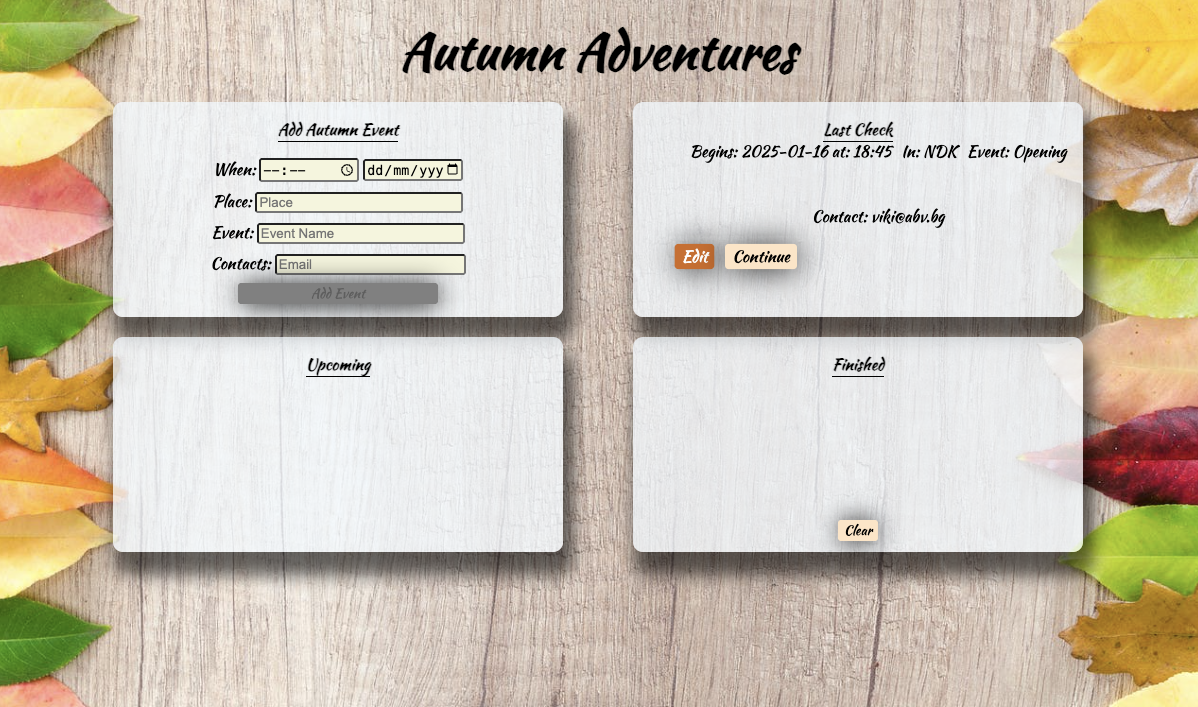 Autumn Adventures
Add Autumn Event
When: --:-- dd/mm/yyy
Place: Place
Event: Event Name
Contacts: Email
Add Event
Last Check
Begins: 2025-01-16 at: 18:45 In: NDK Event: Opening
Contact: viki@abv.bg
Edit Continue
Upcoming
Finished
Clear